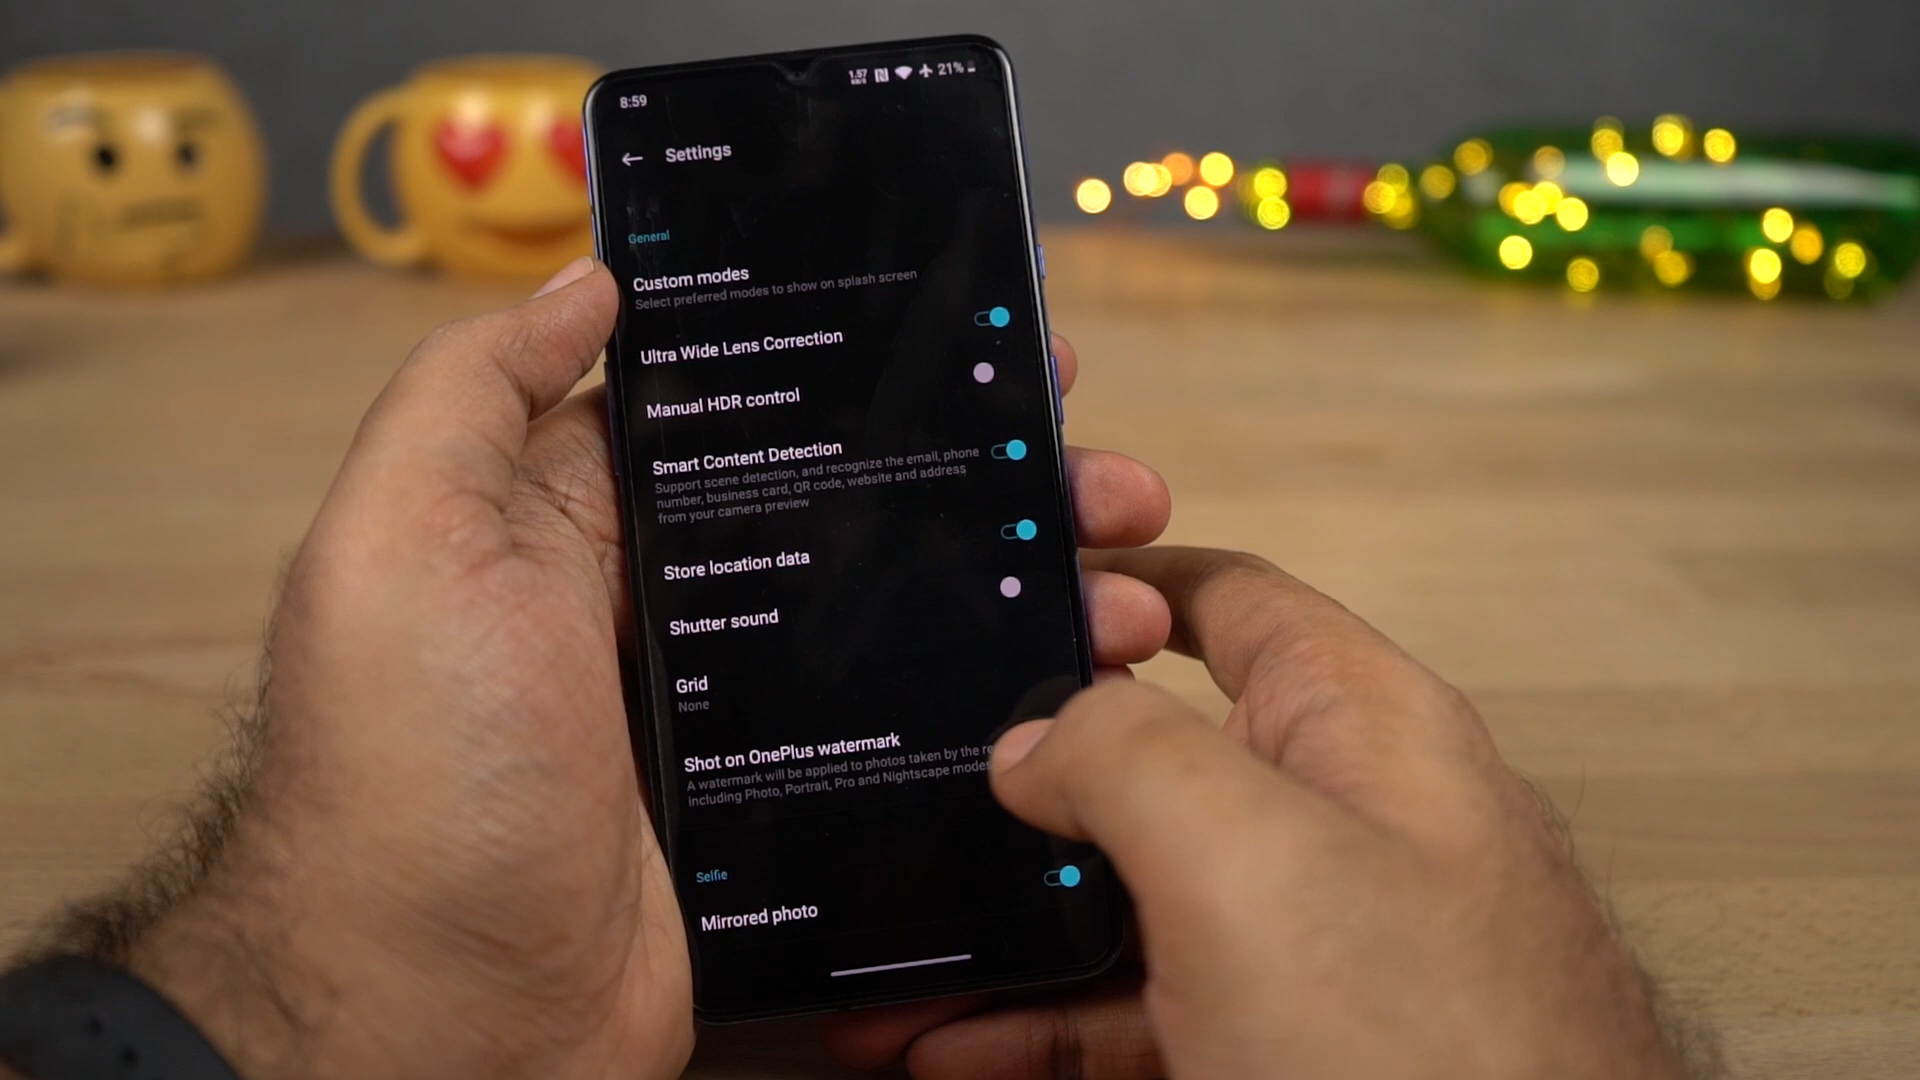 8:59
1.57
KB/S
21%
Settings
General
Custom modes
Select preferred modes to show on splash screen
Ultra Wide Lens Correction
Manual HDR control
Smart Content Detection
Support scene detection, and recognize the email, phone
number, business card, QR code, website and address
from your camera preview
Store location data
Shutter sound
Grid
None
Shot on OnePlus watermark
A watermark will be applied to photos taken by the
including Photo, Portrait, Pro and Nightscape modes
Selfie
Mirrored photo